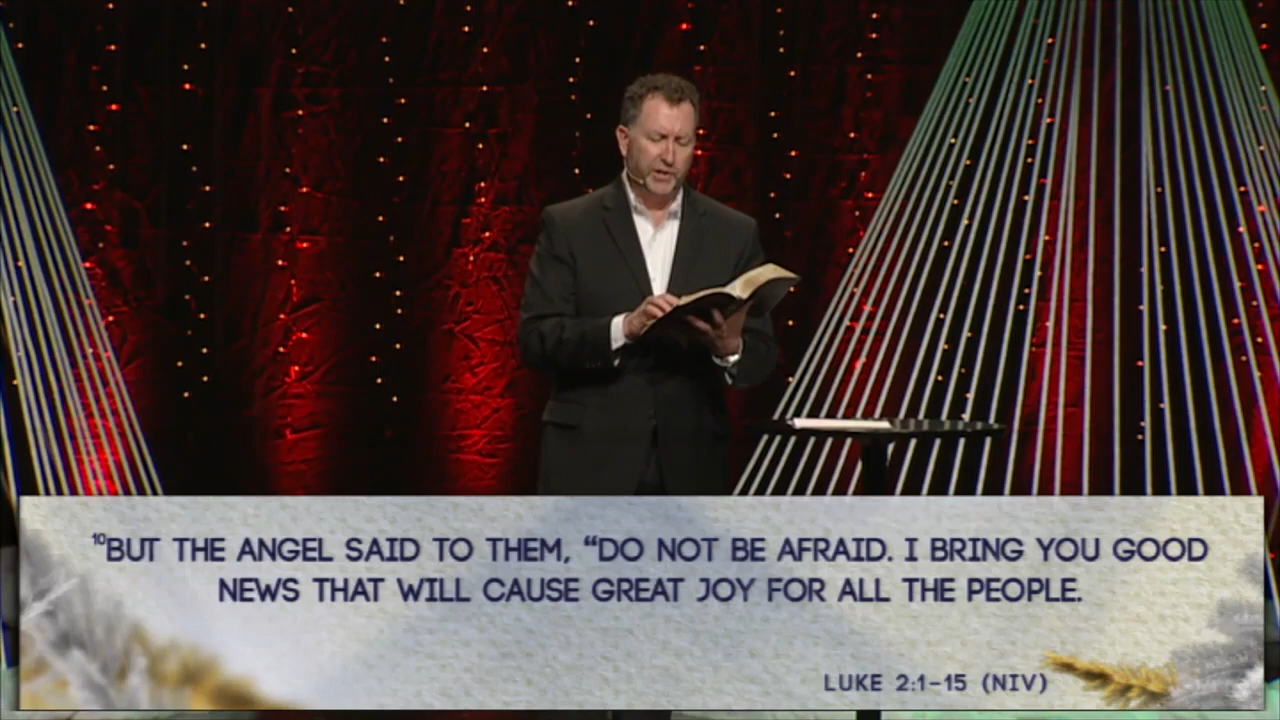 ¹⁰BUT THE ANGEL SAID TO THEM, “DO NOT BE AFRAID. I BRING YOU GOOD
NEWS THAT WILL CAUSE GREAT JOY FOR ALL THE PEOPLE.
LUKE 2:1-15 (NIV)